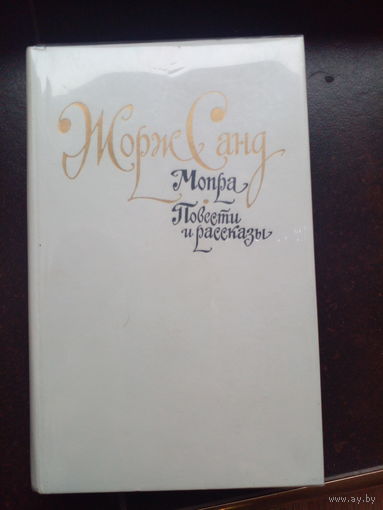 Жорж Санд
Мопра
Повести
и рассказы
www.ay.by